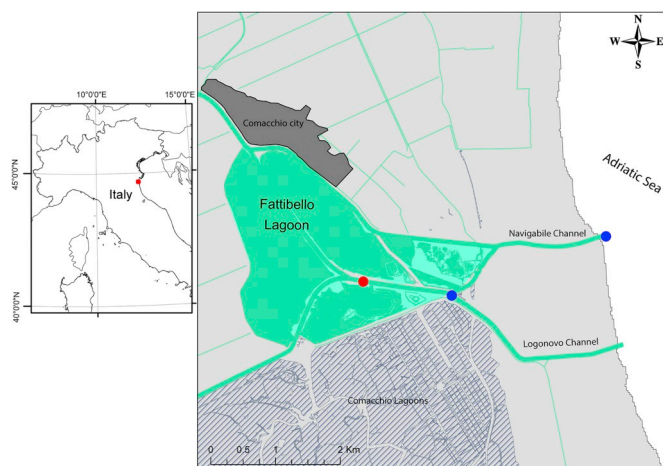 10°0'0"E
15°0'0"E
45°0'0"N
40°0'0"N
Italy
N
W
E
S
Comacchio city
Adriatic Sea
Fattibello
Lagoon
Navigabile Channel
Logonovo Channel
Comacchio Lagoons
0 0.5 1 2 Km